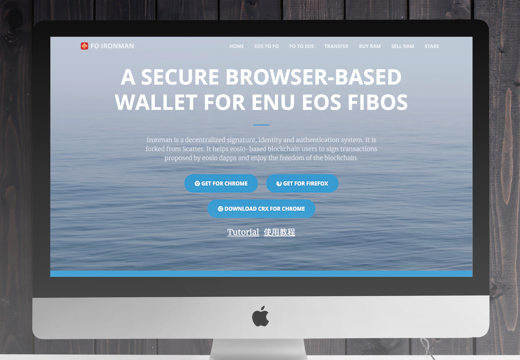 FO IRONMAN
HOME EOS TO FO FO TO EOS TRANSFER BUY RAM SELL RAM
A SECURE BROWSER-BASED
WALLET FOR ENU EOS FIBOS
Ironman is a decentralized signature, identity and authentication system. It is
forked from Scatter. It helps eosio-based blockchain users to sign transactions
proposed by eosio dapps and enjoy the freedom of the blockchain.
GET FOR CHROME GET FOR FIREFOX
DOWNLOAD CRX FOR CHROME
Tutorial 使用教程